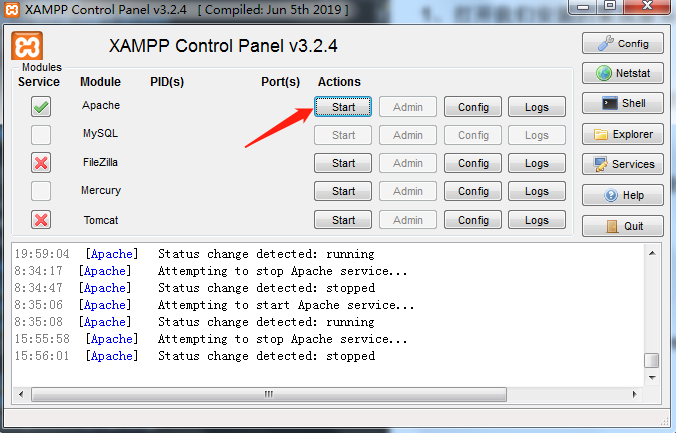 XAMPP Control Panel v3.2.4 [ Compiled: Jun 5th 2019 ]
XAMPP Control Panel v3.2.4
Config
Modules
Service Module PID(s) Port(s) Actions
Netstat
Apache Start Admin Config Logs
Shell
MySQL Start Admin Config Logs
Explorer
FileZilla Start Admin Config Logs
Services
Mercury Start Admin Config Logs
Help
Tomcat Start Admin Config Logs
Quit
19:59:04 [Apache] Status change detected: running
8:34:17 [Apache] Attempting to stop Apache service...
8:34:47 [Apache] Status change detected: stopped
8:35:06 [Apache] Attempting to start Apache service...
8:35:08 [Apache] Status change detected: running
15:55:58 [Apache] Attempting to stop Apache service...
15:56:01 [Apache] Status change detected: stopped